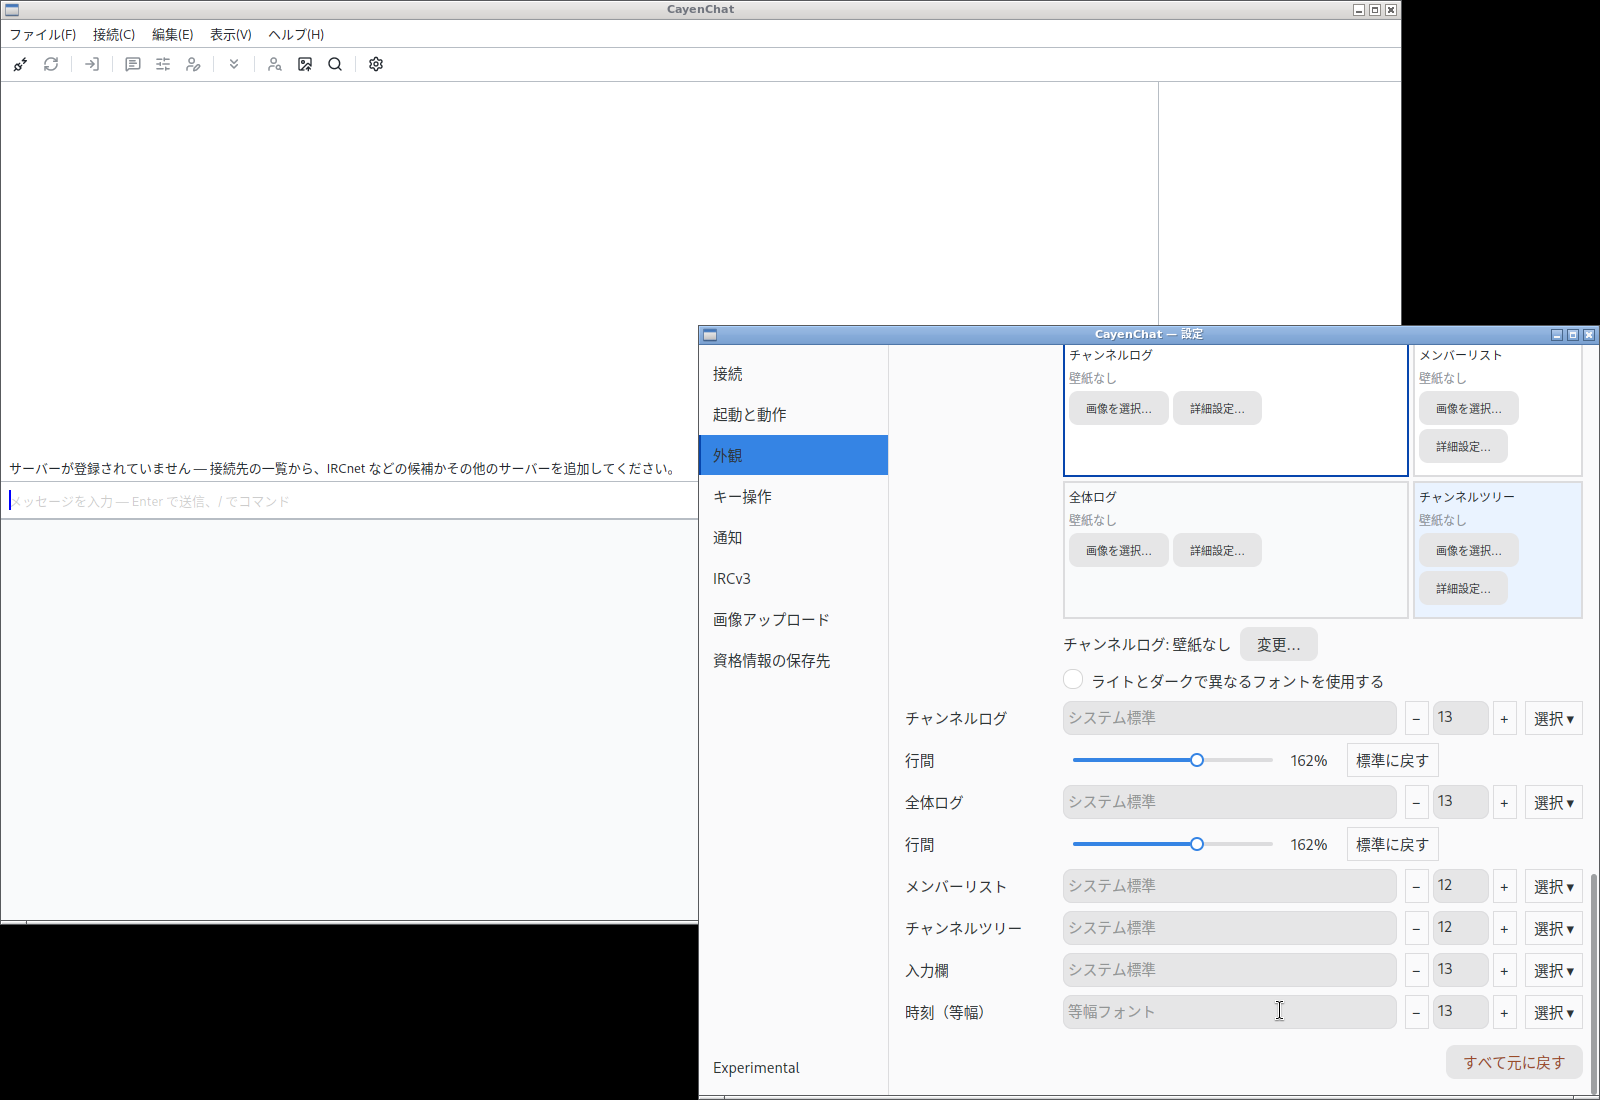 CayenChat
ファイル(F) 接続(C) 編集(E) 表示(V) ヘルプ(H)
サーバーが登録されていません — 接続先の一覧から、IRCnet などの候補かその他のサーバーを追加してください。
メッセージを入力 — Enter で送信、/ でコマンド
CayenChat — 設定
接続
起動と動作
外観
キー操作
通知
IRCv3
画像アップロード
資格情報の保存先
Experimental
チャンネルログ
壁紙なし
画像を選択... 詳細設定...
メンバーリスト
壁紙なし
画像を選択...
詳細設定...
全体ログ
壁紙なし
画像を選択... 詳細設定...
チャンネルツリー
壁紙なし
画像を選択...
詳細設定...
チャンネルログ: 壁紙なし 変更...
ライトとダークで異なるフォントを使用する
チャンネルログ システム標準 − 13 + 選択 ▾
行間 162% 標準に戻す
全体ログ システム標準 − 13 + 選択 ▾
行間 162% 標準に戻す
メンバーリスト システム標準 − 12 + 選択 ▾
チャンネルツリー システム標準 − 12 + 選択 ▾
入力欄 システム標準 − 13 + 選択 ▾
時刻（等幅） 等幅フォント − 13 + 選択 ▾
すべて元に戻す